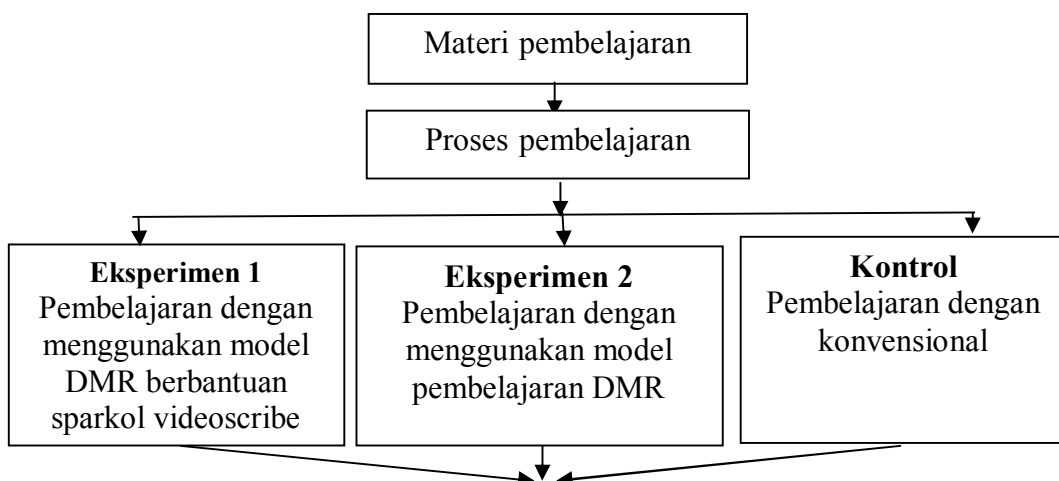 Materi pembelajaran
Proses pembelajaran
Eksperimen 1
Pembelajaran dengan
menggunakan model
DMR berbantuan
sparkol videoscribe
Eksperimen 2
Pembelajaran dengan
menggunakan model
pembelajaran DMR
Kontrol
Pembelajaran dengan
konvensional